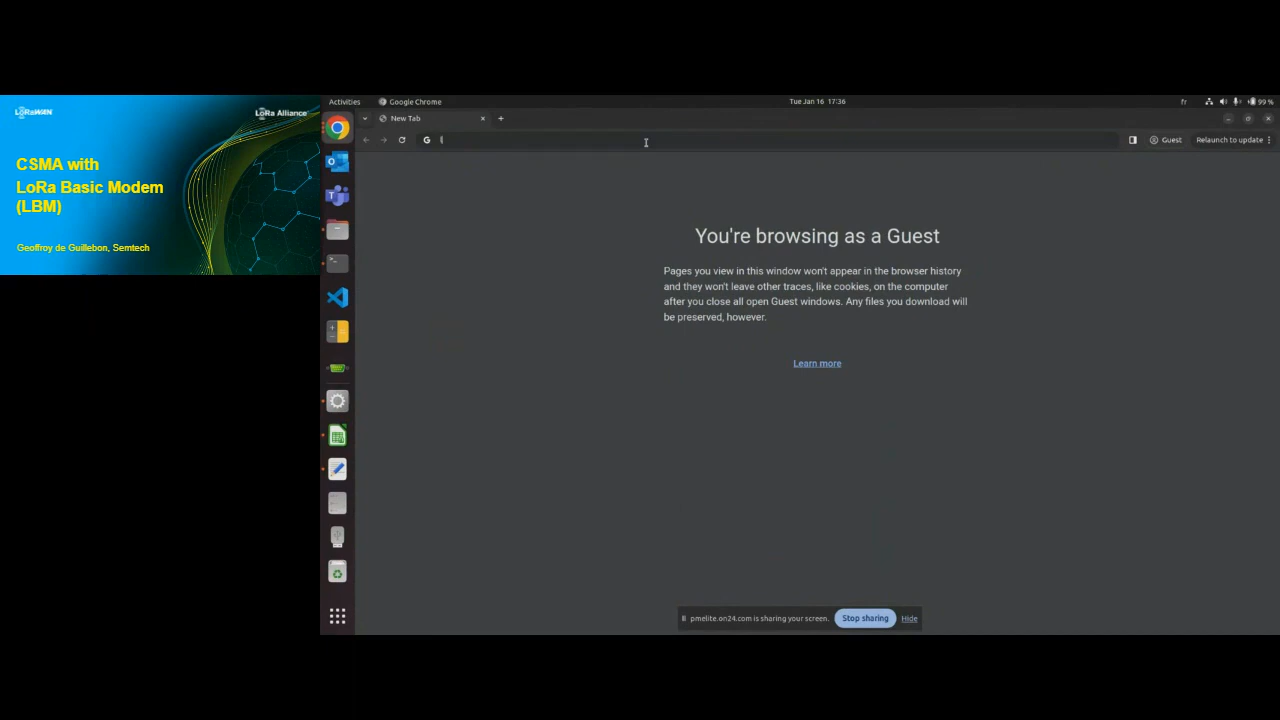 LoRaWAN
LoRa Alliance
CSMA with
LoRa Basic Modem
(LBM)
Geoffroy de Guillebon, Semtech
Activities
Google Chrome
Tue Jan 16 17:36
fr
99 %
New Tab
Guest
Relaunch to update
You're browsing as a Guest
Pages you view in this window won't appear in the browser history
and they won't leave other traces, like cookies, on the computer
after you close all open Guest windows. Any files you download will
be preserved, however.
Learn more
pmelite.on24.com is sharing your screen.
Stop sharing
Hide